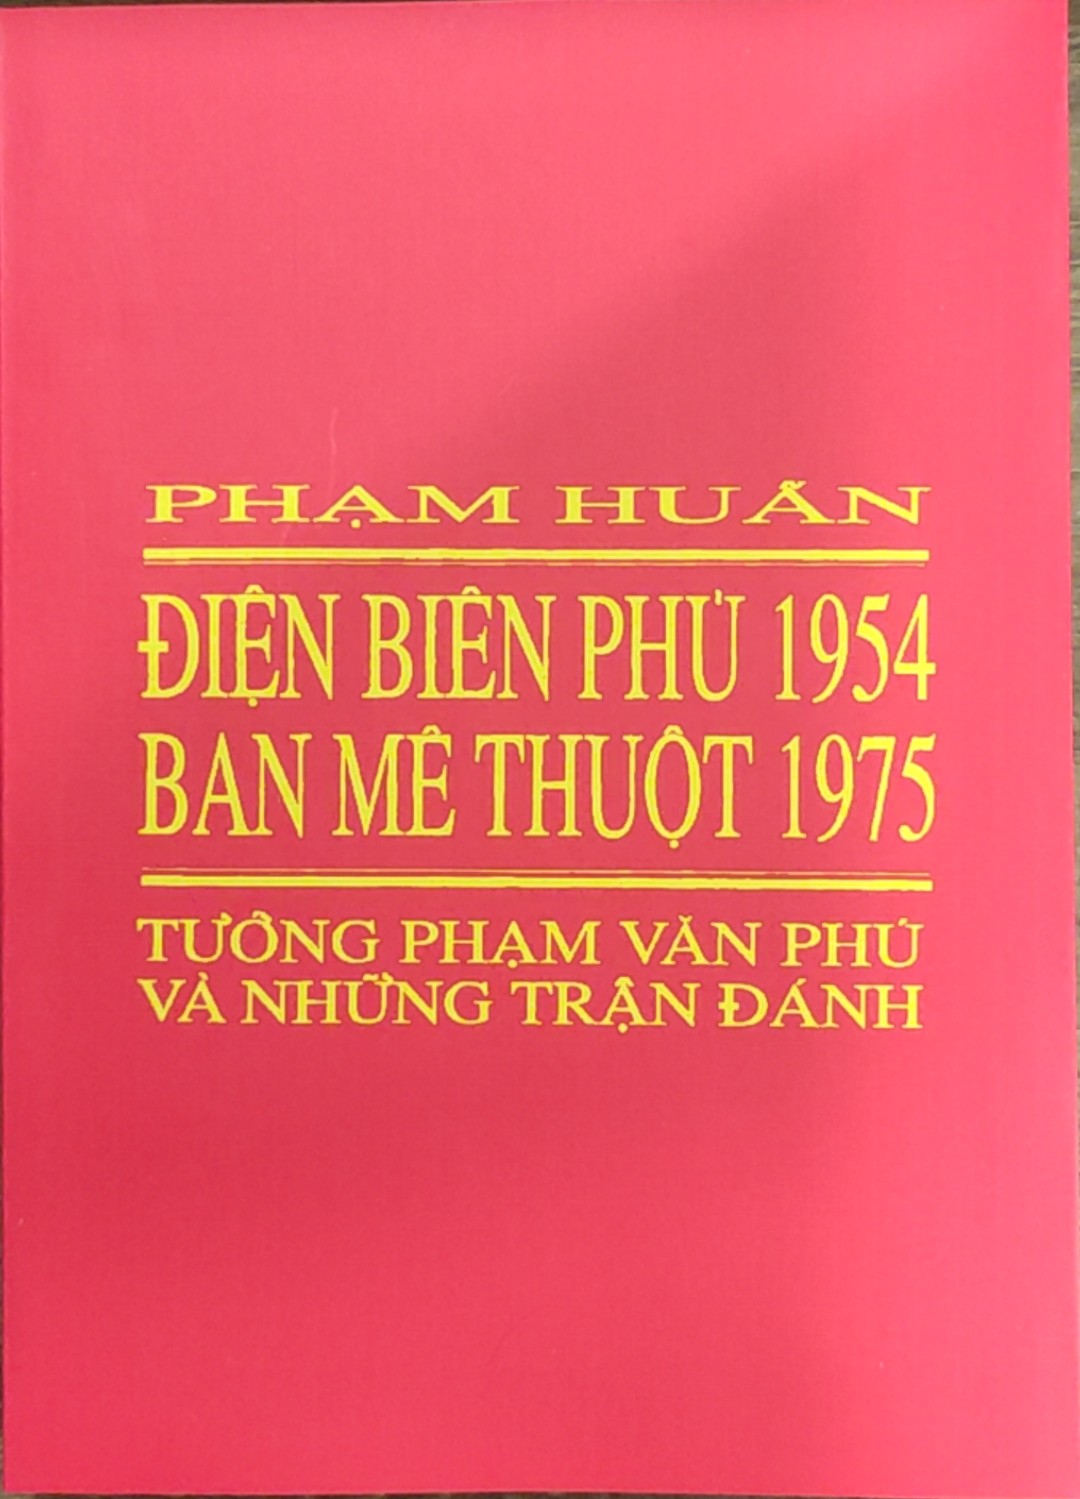 PHẠM HUẤN
ĐIỆN BIÊN PHỦ 1954
BAN MÊ THUỘT 1975
TƯỚNG PHẠM VĂN PHÚ
VÀ NHỮNG TRẬN ĐÁNH